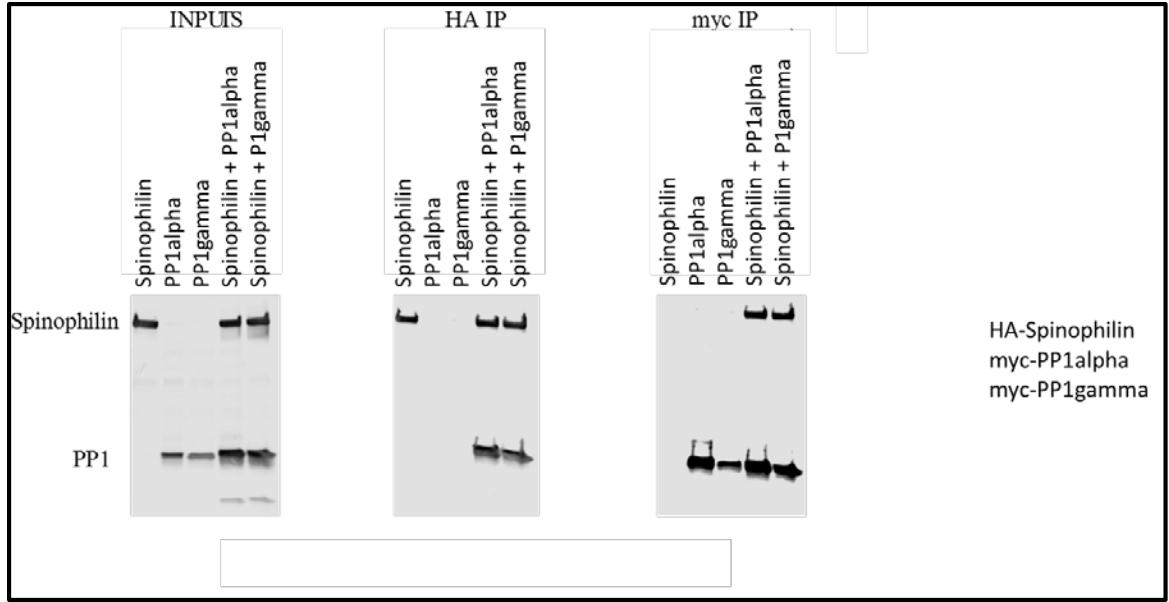 INPUTS
HA IP
myc IP
Spinophilin
PP1alpha
PP1gamma
Spinophilin + PP1alpha
Spinophilin + P1gamma
Spinophilin
PP1alpha
PP1gamma
Spinophilin + PP1alpha
Spinophilin + P1gamma
Spinophilin
PP1alpha
PP1gamma
Spinophilin + PP1alpha
Spinophilin + P1gamma
Spinophilin
PP1
HA-Spinophilin
myc-PP1alpha
myc-PP1gamma